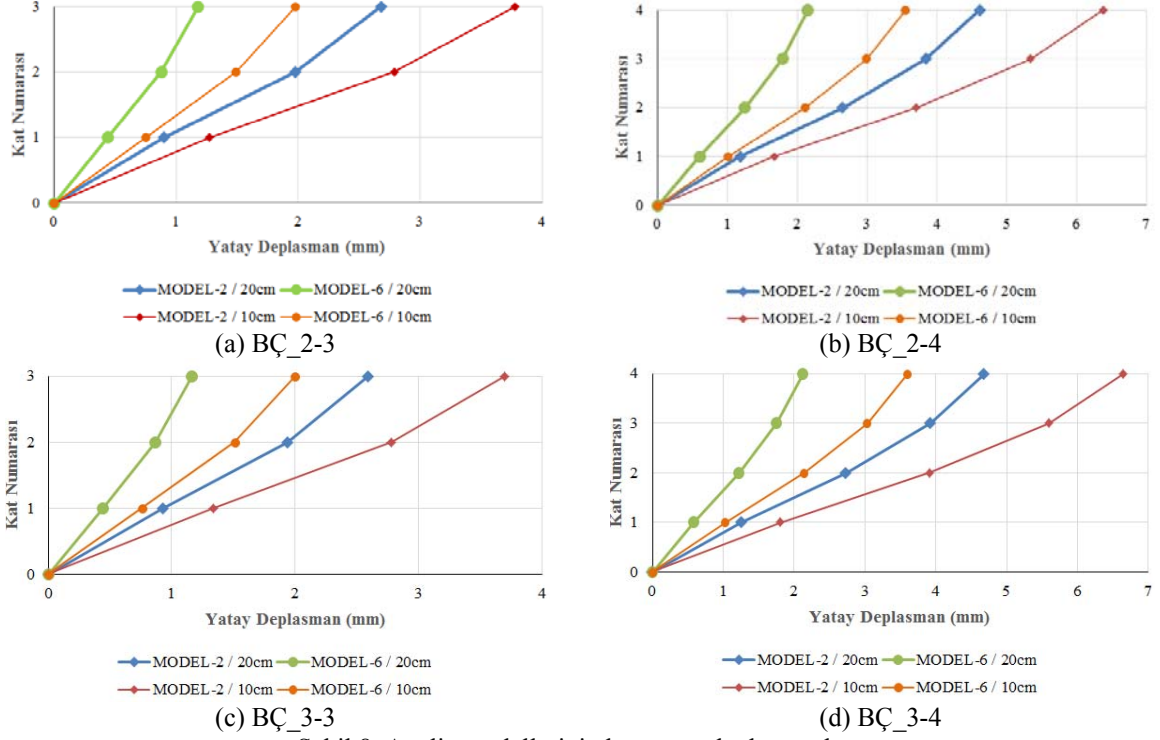 3
2
1
0
Kat Numarası
0 1 2 3 4
Yatay Deplasman (mm)
MODEL-2 / 20cm MODEL-6 / 20cm
MODEL-2 / 10cm MODEL-6 / 10cm
(a) BÇ_2-3
4
3
2
1
0
Kat Numarası
0 1 2 3 4 5 6 7
Yatay Deplasman (mm)
MODEL-2 / 20cm MODEL-6 / 20cm
MODEL-2 / 10cm MODEL-6 / 10cm
(b) BÇ_2-4
3
2
1
0
Kat Numarası
0 1 2 3 4
Yatay Deplasman (mm)
MODEL-2 / 20cm MODEL-6 / 20cm
MODEL-2 / 10cm MODEL-6 / 10cm
(c) BÇ_3-3
4
3
2
1
0
Kat Numarası
0 1 2 3 4 5 6 7
Yatay Deplasman (mm)
MODEL-2 / 20cm MODEL-6 / 20cm
MODEL-2 / 10cm MODEL-6 / 10cm
(d) BÇ_3-4